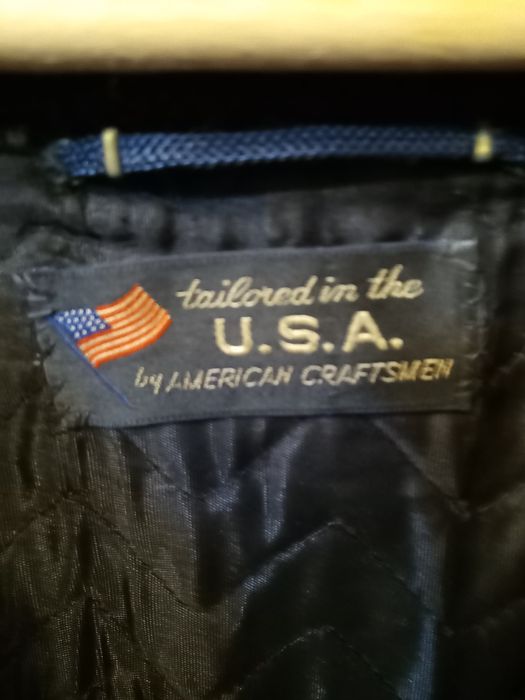 tailored in the
U.S.A.
by AMERICAN CRAFTSMEN